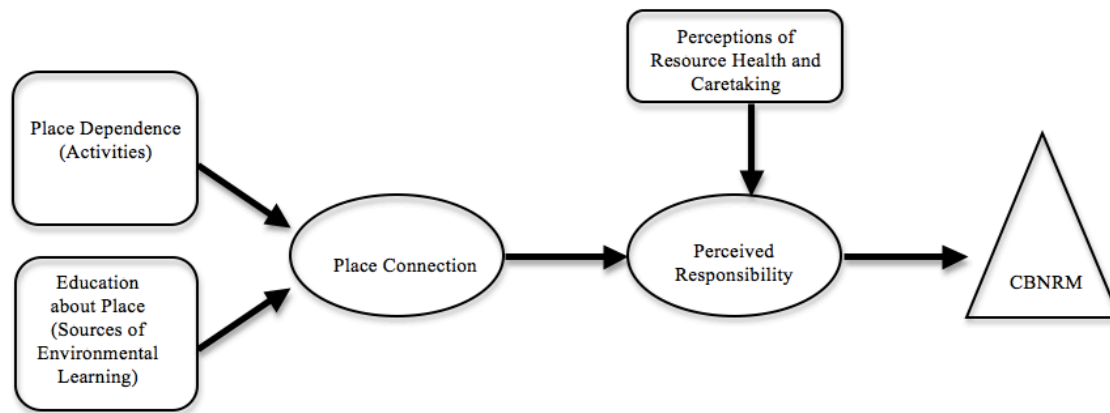 Perceptions of
Resource Health and
Caretaking
Place Dependence
(Activities)
Place Connection
Perceived
Responsibility
CBNRM
Education
about Place
(Sources of
Environmental
Learning)